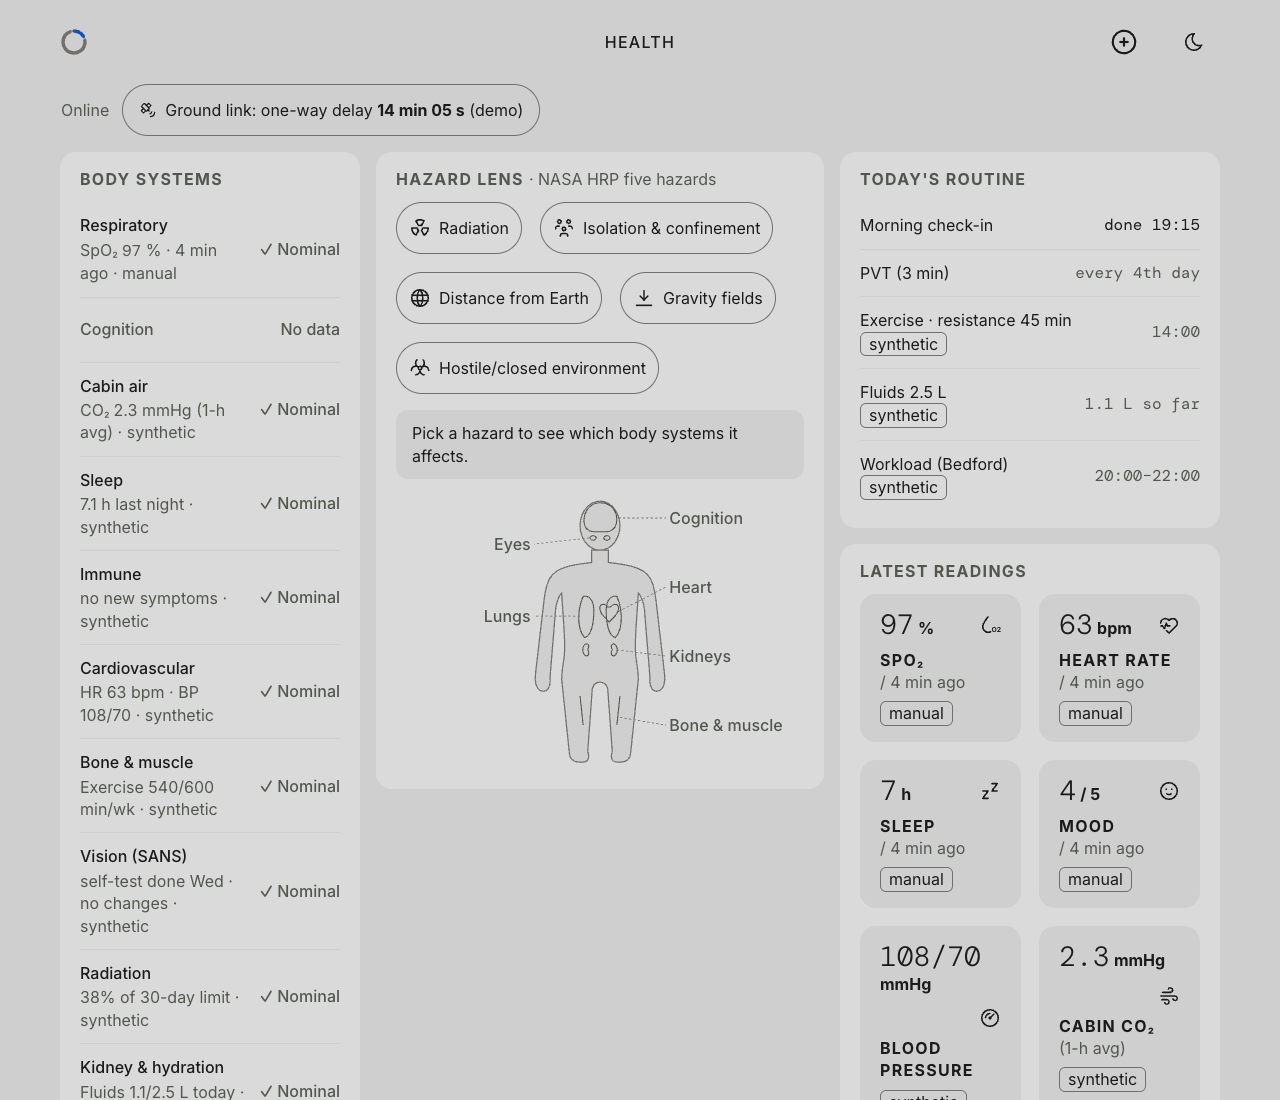 HEALTH
Online
Ground link: one-way delay 14 min 05 s (demo)
BODY SYSTEMS
Respiratory
SpO₂ 97 % · 4 min
ago · manual
Nominal
Cognition
No data
Cabin air
CO₂ 2.3 mmHg (1-h
avg) · synthetic
Nominal
Sleep
7.1 h last night ·
synthetic
Nominal
Immune
no new symptoms ·
synthetic
Nominal
Cardiovascular
HR 63 bpm · BP
108/70 · synthetic
Nominal
Bone & muscle
Exercise 540/600
min/wk · synthetic
Nominal
Vision (SANS)
self-test done Wed ·
no changes ·
synthetic
Nominal
Radiation
38% of 30-day limit ·
synthetic
Nominal
Kidney & hydration
Fluids 1.1/2.5 L today ·
Nominal
HAZARD LENS · NASA HRP five hazards
Radiation
Isolation & confinement
Distance from Earth
Gravity fields
Hostile/closed environment
Pick a hazard to see which body systems it
affects.
Cognition
Eyes
Heart
Lungs
Kidneys
Bone & muscle
TODAY'S ROUTINE
Morning check-in
done 19:15
PVT (3 min)
every 4th day
Exercise · resistance 45 min
synthetic
14:00
Fluids 2.5 L
synthetic
1.1 L so far
Workload (Bedford)
synthetic
20:00–22:00
LATEST READINGS
97 %
O2
SPO₂
/ 4 min ago
manual
63 bpm
HEART RATE
/ 4 min ago
manual
7 h
zZ
SLEEP
/ 4 min ago
manual
4 / 5
MOOD
/ 4 min ago
manual
108/70
mmHg
BLOOD
PRESSURE
synthetic
2.3 mmHg
CABIN CO₂
(1-h avg)
synthetic